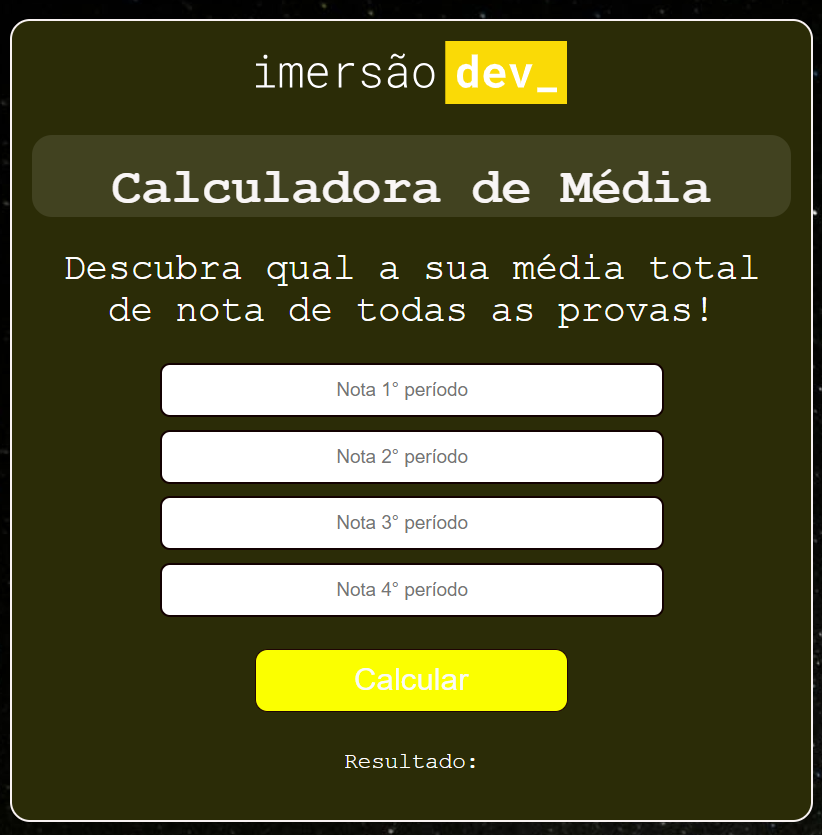 imersão dev_
Calculadora de Média
Descubra qual a sua média total
de nota de todas as provas!
Nota 1° período
Nota 2° período
Nota 3° período
Nota 4° período
Calcular
Resultado: